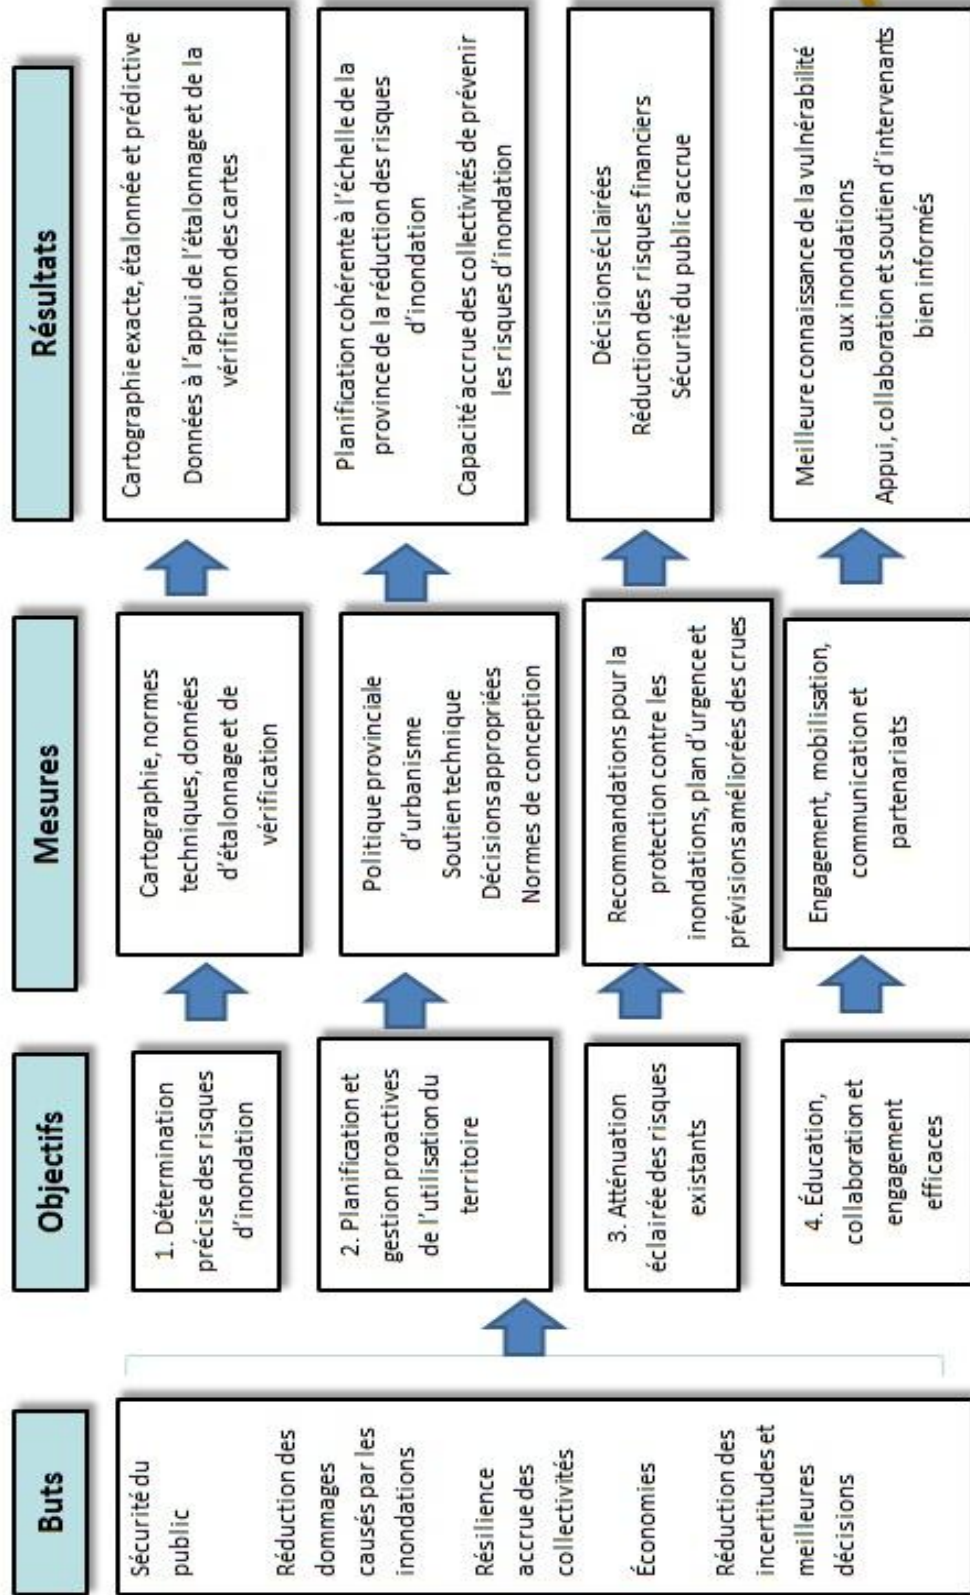 Buts
Sécurité du
public
Réduction des
dommages
causés par les
inondations
Résilience
accrue des
collectivités
Économies
Réduction des
incertitudes et
meilleures
décisions
Objectifs
1. Détermination
précise des risques
d'inondation
2. Planification et
gestion proactives
de l'utilisation du
territoire
3. Atténuation
éclairée des risques
existants
4. Éducation,
collaboration et
engagement
efficaces
Mesures
Cartographie, normes
techniques, données
d'étalonnage et de
vérification
Politique provinciale
d'urbanisme
Soutien technique
Décisions appropriées
Normes de conception
Recommandations pour la
protection contre les
inondations, plan d'urgence et
prévisions améliorées des crues
Engagement, mobilisation,
communication et
partenariats
Résultats
Cartographie exacte, étalonnée et prédictive
Données à l'appui de l'étalonnage et de la
vérification des cartes
Planification cohérente à l'échelle de la
province de la réduction des risques
d'inondation
Capacité accrue des collectivités de prévenir
les risques d'inondation
Décisions éclairées
Réduction des risques financiers
Sécurité du public accrue
Meilleure connaissance de la vulnérabilité
aux inondations
Appui, collaboration et soutien d'intervenants
bien informés